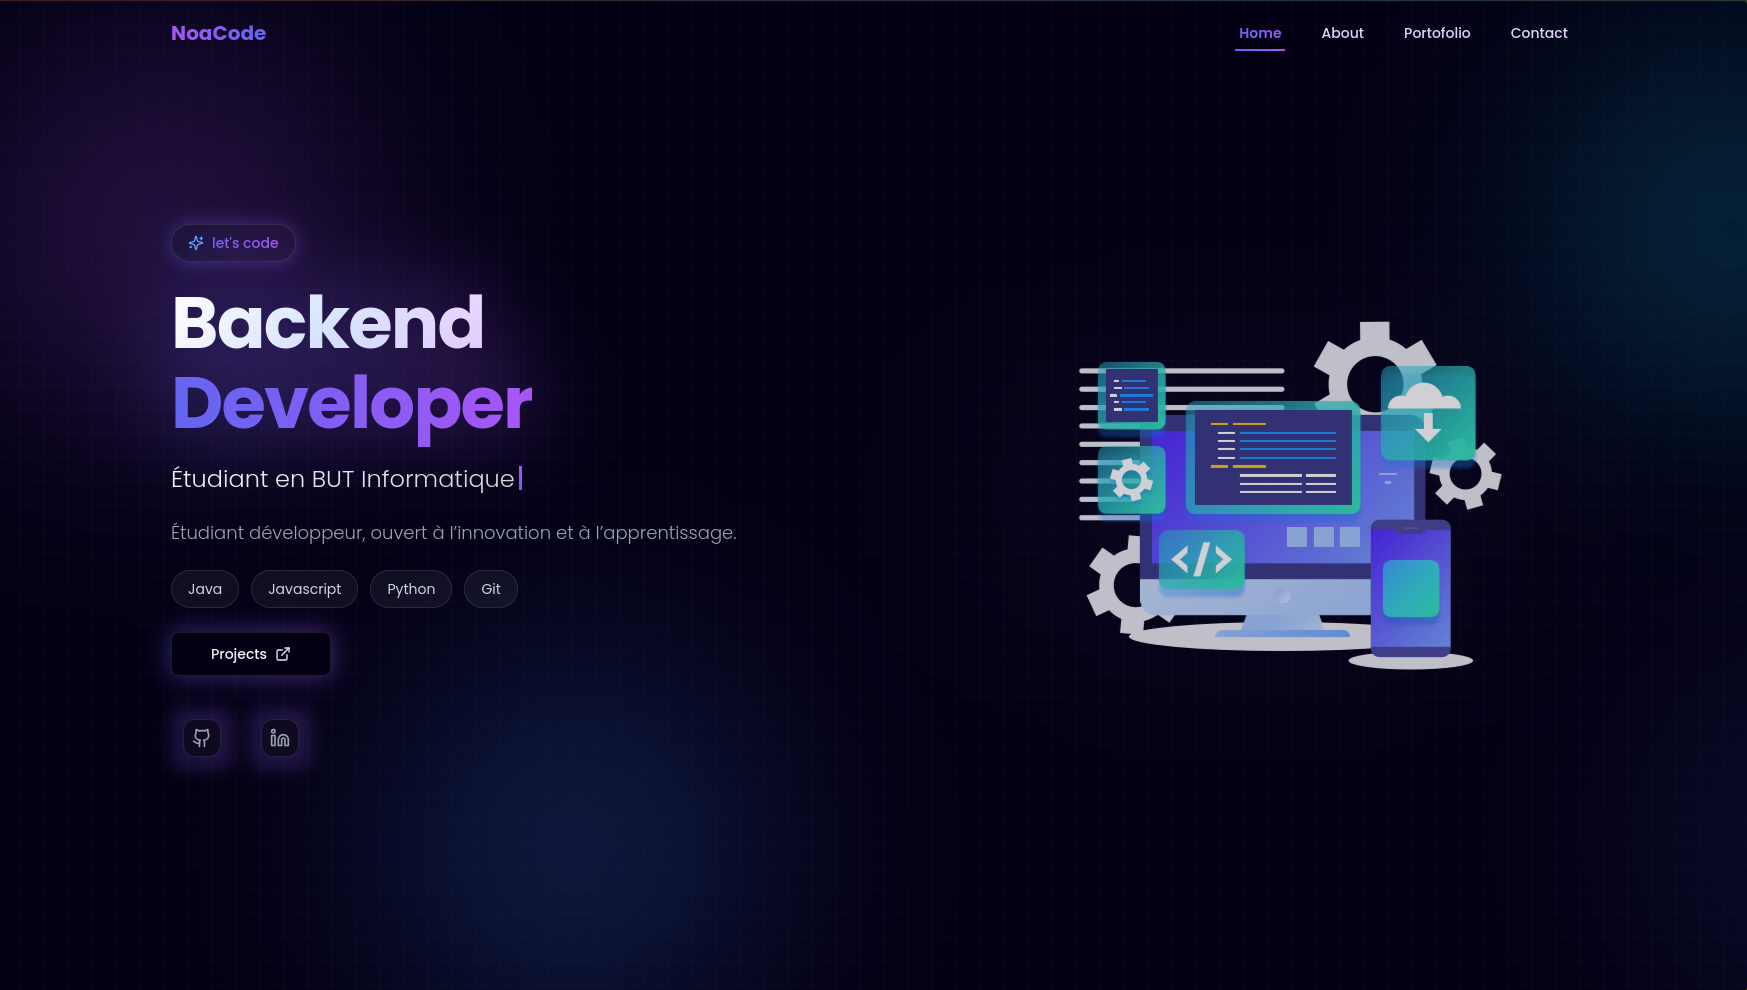 NoaCode
Home About Portofolio Contact
let's code
Backend
Developer
Étudiant en BUT Informatique
Étudiant développeur, ouvert à l’innovation et à l’apprentissage.
Java Javascript Python Git
Projects
</>